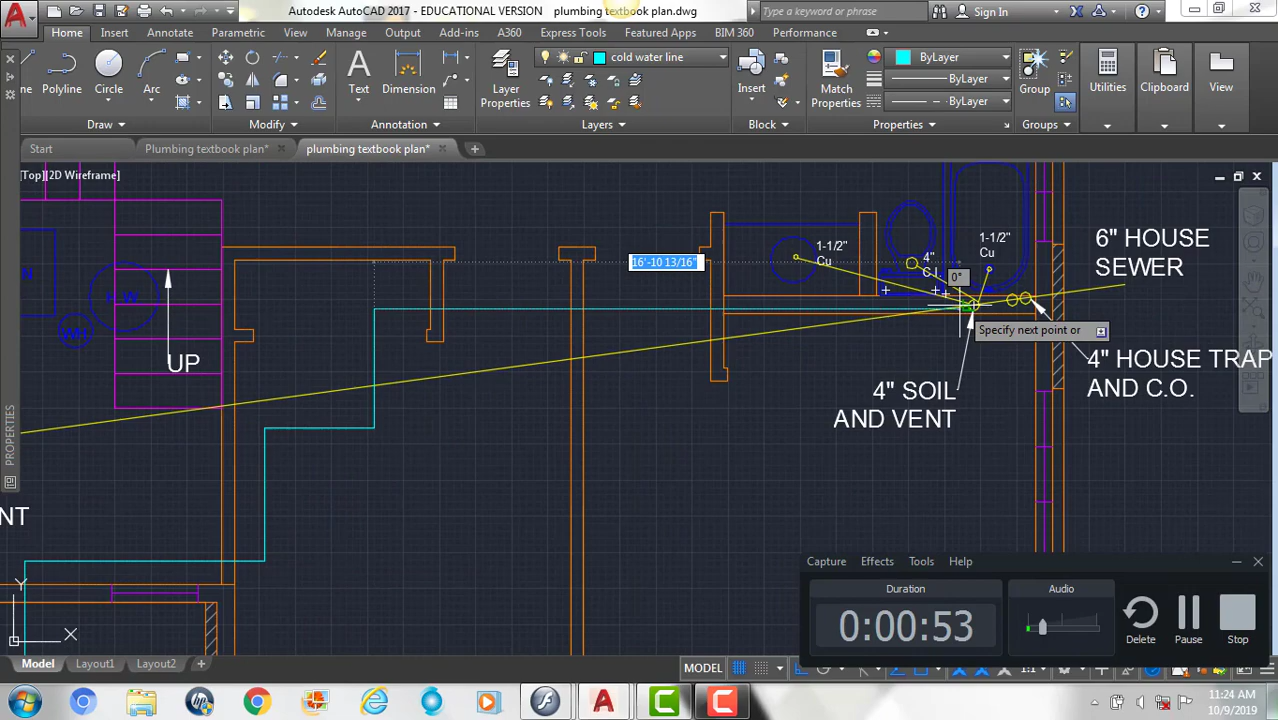 Autodesk AutoCAD 2017 - EDUCATIONAL VERSION plumbing textbook plan.dwg
Type a keyword or phrase
Sign In
Home Insert Annotate Parametric View Manage Output A360 Express Tools Featured Apps BIM 360 Performance
cold water line
ByLayer
ByLayer
ByLayer
Polyline Circle Arc
Text Dimension
Layer Properties
Insert
Match Properties
Group
Utilities Clipboard View
Draw Modify Annotation Layers Block Properties Groups
Start Plumbing textbook plan* plumbing textbook plan*
[Top][2D Wireframe]
PROPERTIES
N
H W
WH
UP
NT
1-1/2"
Cu
4"
C I
1-1/2"
Cu
6" HOUSE
SEWER
16'-10 13/16"
0°
Specify next point or
4" HOUSE TRAP
AND C.O.
4" SOIL
AND VENT
Y
X
Capture Effects Tools Help
Duration
0:00:53
Audio
Delete Pause Stop
Model Layout1 Layout2
MODEL
11:24 AM
10/9/2019